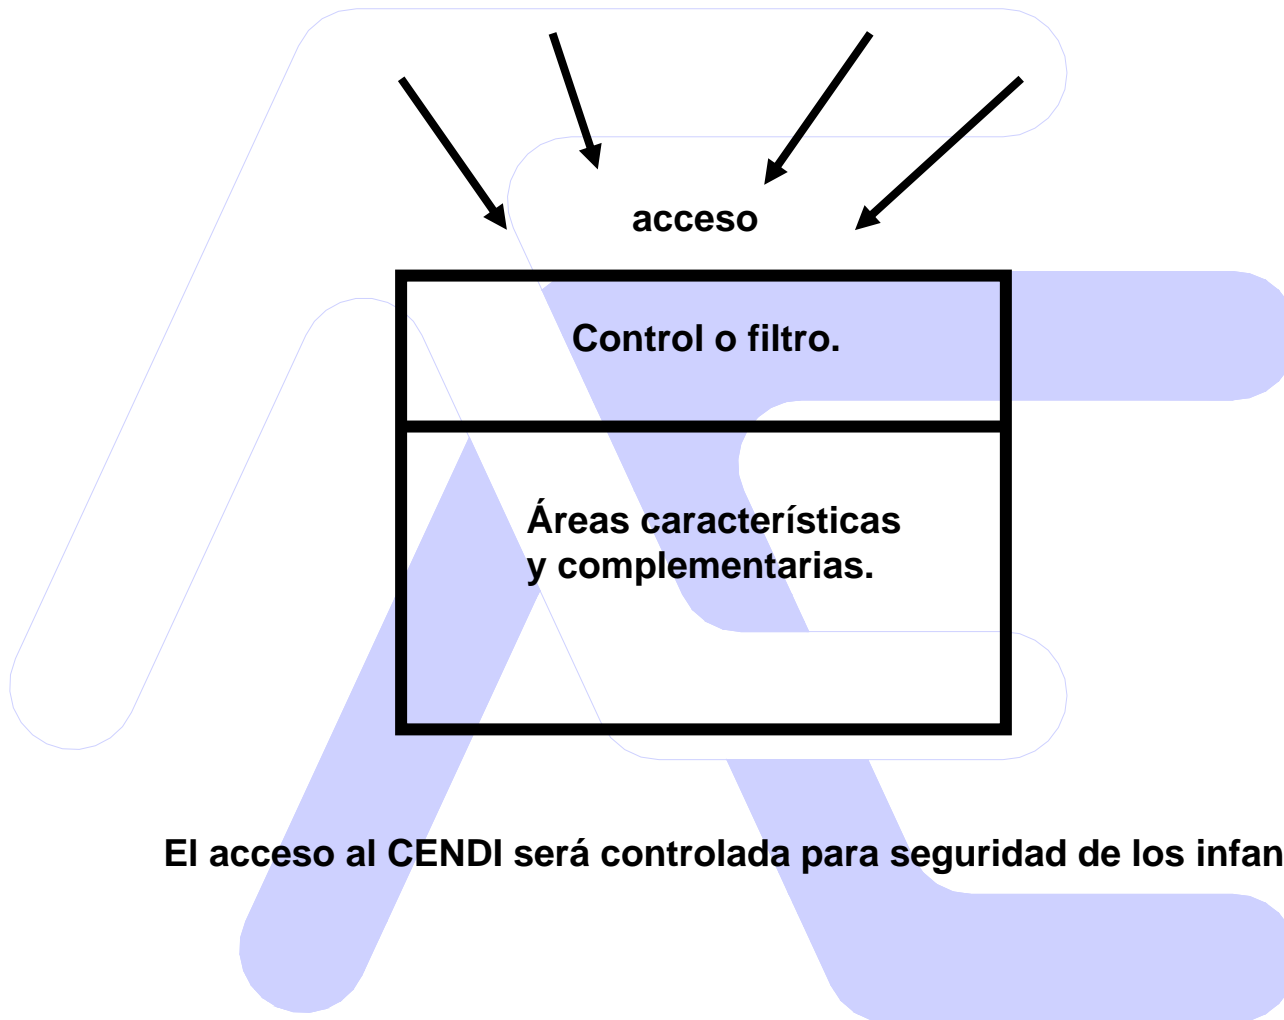 acceso
Control o filtro.
Áreas características
y complementarias.
El acceso al CENDI será controlada para seguridad de los infan